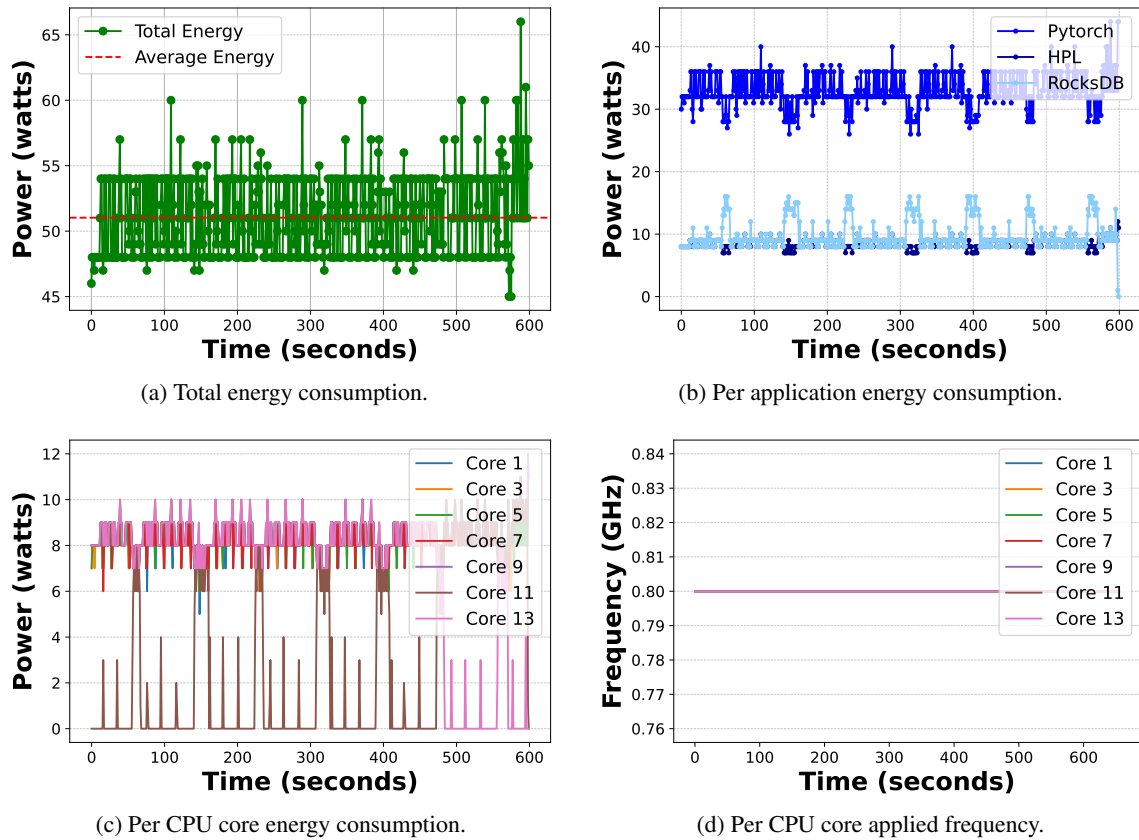 Total Energy
Average Energy
65
60
55
50
45
Power (watts)
0 100 200 300 400 500 600
Time (seconds)
(a) Total energy consumption.
Pytorch
HPL
RocksDB
40
30
20
10
0
Power (watts)
0 100 200 300 400 500 600
Time (seconds)
(b) Per application energy consumption.
Core 1
Core 3
Core 5
Core 7
Core 9
Core 11
Core 13
12
10
8
6
4
2
0
Power (watts)
0 100 200 300 400 500 600
Time (seconds)
(c) Per CPU core energy consumption.
Core 1
Core 3
Core 5
Core 7
Core 9
Core 11
Core 13
0.84
0.83
0.82
0.81
0.80
0.79
0.78
0.77
0.76
Frequency (GHz)
0 100 200 300 400 500 600
Time (seconds)
(d) Per CPU core applied frequency.